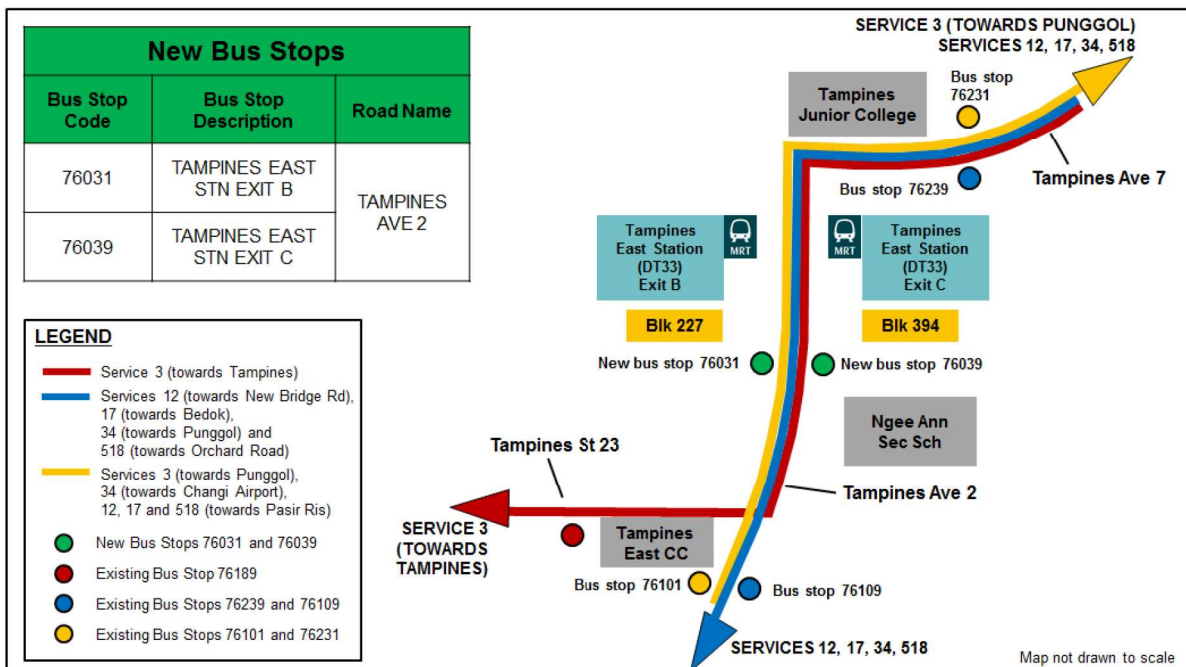 New Bus Stops
Bus Stop Code
Bus Stop Description
Road Name
76031
TAMPINES EAST STN EXIT B
TAMPINES AVE 2
76039
TAMPINES EAST STN EXIT C
LEGEND
Service 3 (towards Tampines)
Services 12 (towards New Bridge Rd),
17 (towards Bedok),
34 (towards Punggol) and
518 (towards Orchard Road)
Services 3 (towards Punggol),
34 (towards Changi Airport),
12, 17 and 518 (towards Pasir Ris)
New Bus Stops 76031 and 76039
Existing Bus Stop 76189
Existing Bus Stops 76239 and 76109
Existing Bus Stops 76101 and 76231
SERVICE 3 (TOWARDS PUNGGOL)
SERVICES 12, 17, 34, 518
Bus stop
76231
Tampines
Junior College
Bus stop 76239
Tampines Ave 7
Tampines
East Station
(DT33)
Exit B
MRT
MRT
Tampines
East Station
(DT33)
Exit C
Blk 227
Blk 394
New bus stop 76031
New bus stop 76039
Ngee Ann
Sec Sch
Tampines St 23
Tampines Ave 2
SERVICE 3
(TOWARDS
TAMPINES)
Tampines
East CC
Bus stop 76101
Bus stop 76109
SERVICES 12, 17, 34, 518
Map not drawn to scale